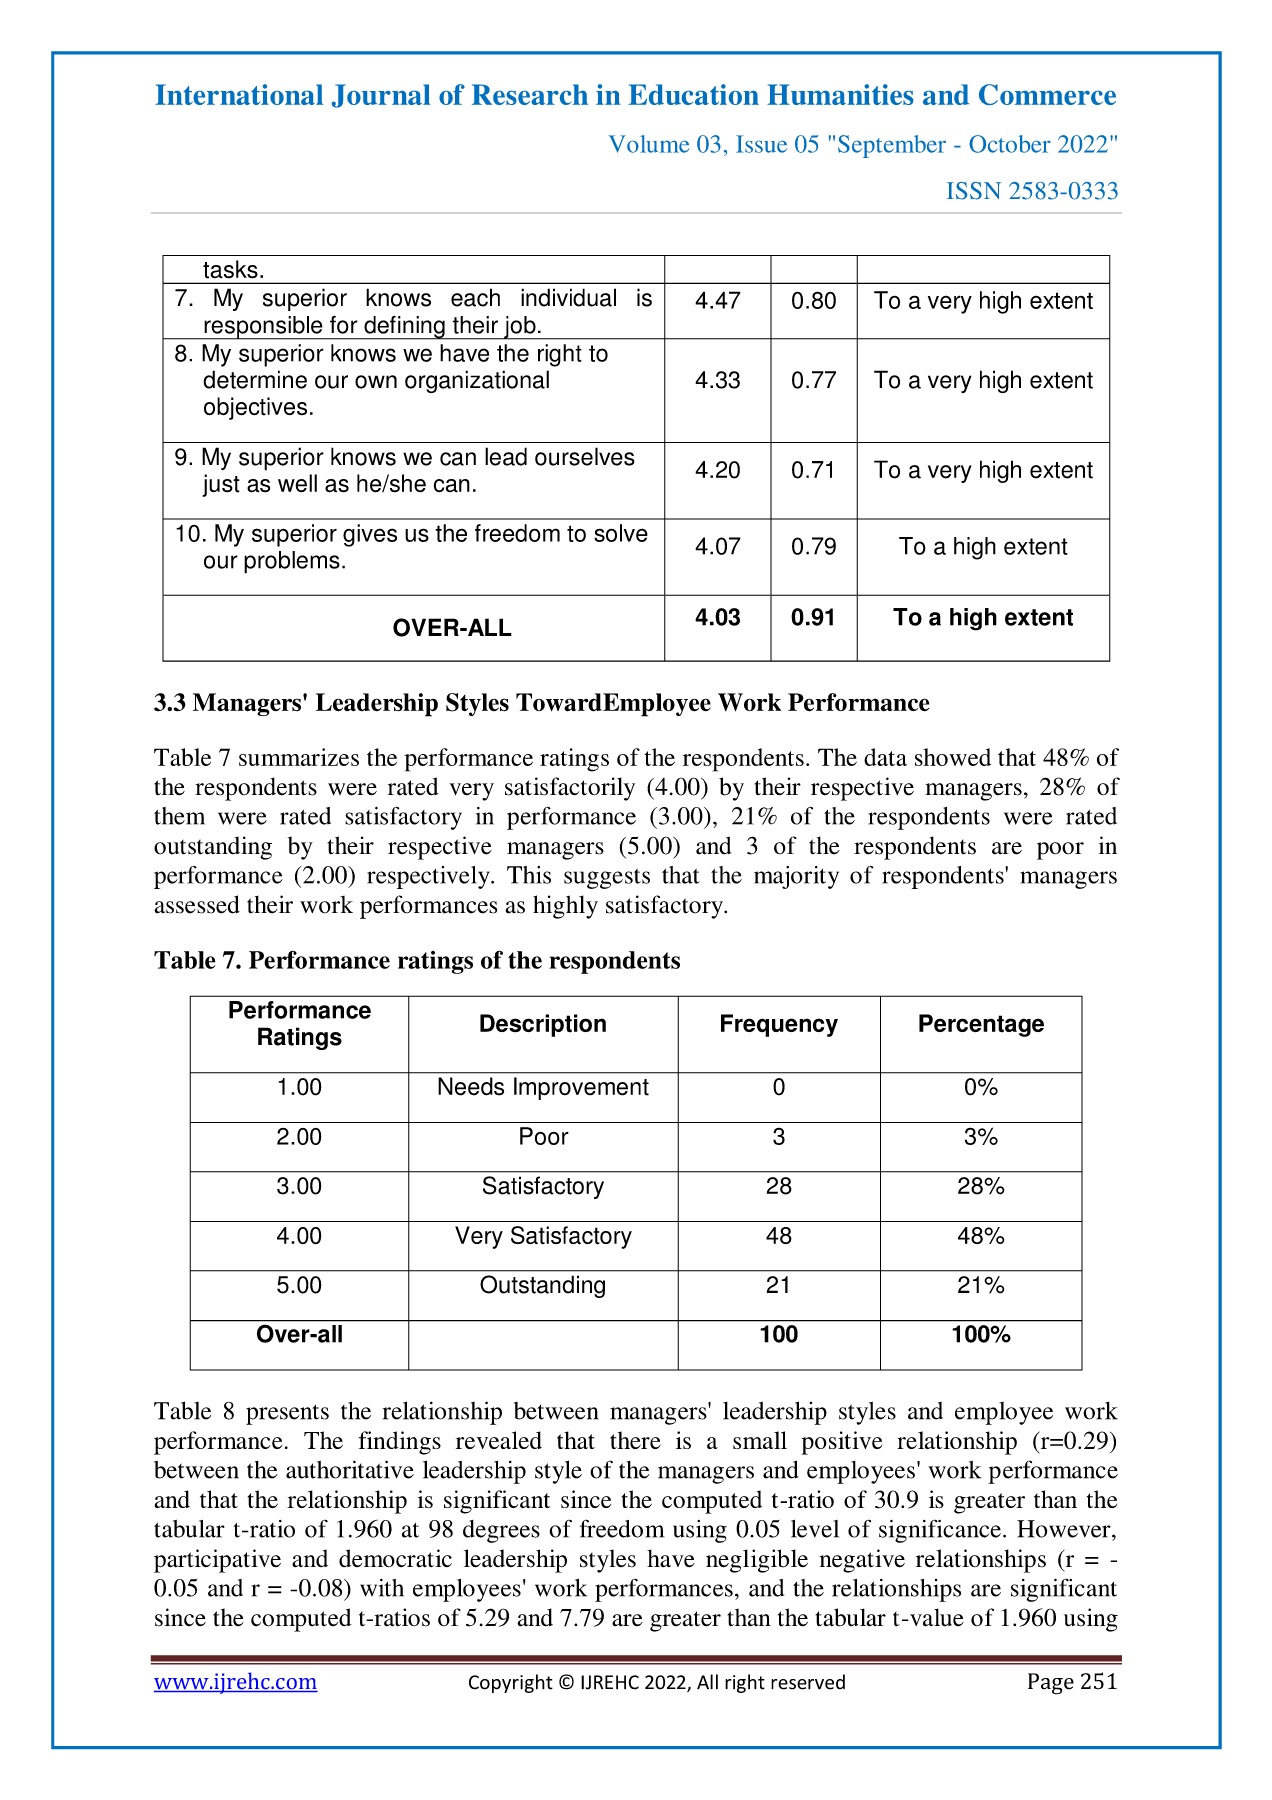 International Journal of Research in Education Humanities and Commerce
Volume 03, Issue 05 "September - October 2022"
ISSN 2583-0333
tasks.
7. My superior knows each individual is
responsible for defining their job.
4.47 0.80 To a very high extent
8. My superior knows we have the right to
determine our own organizational
objectives.
4.33 0.77 To a very high extent
9. My superior knows we can lead ourselves
just as well as he/she can.
4.20 0.71 To a very high extent
10. My superior gives us the freedom to solve
our problems.
4.07 0.79 To a high extent
OVER-ALL 4.03 0.91 To a high extent
3.3 Managers' Leadership Styles TowardEmployee Work Performance
Table 7 summarizes the performance ratings of the respondents. The data showed that 48% of
the respondents were rated very satisfactorily (4.00) by their respective managers, 28% of
them were rated satisfactory in performance (3.00), 21% of the respondents were rated
outstanding by their respective managers (5.00) and 3 of the respondents are poor in
performance (2.00) respectively. This suggests that the majority of respondents' managers
assessed their work performances as highly satisfactory.
Table 7. Performance ratings of the respondents
Performance
Ratings
Description Frequency Percentage
1.00 Needs Improvement 0 0%
2.00 Poor 3 3%
3.00 Satisfactory 28 28%
4.00 Very Satisfactory 48 48%
5.00 Outstanding 21 21%
Over-all 100 100%
Table 8 presents the relationship between managers' leadership styles and employee work
performance. The findings revealed that there is a small positive relationship (r=0.29)
between the authoritative leadership style of the managers and employees' work performance
and that the relationship is significant since the computed t-ratio of 30.9 is greater than the
tabular t-ratio of 1.960 at 98 degrees of freedom using 0.05 level of significance. However,
participative and democratic leadership styles have negligible negative relationships (r = -
0.05 and r = -0.08) with employees' work performances, and the relationships are significant
since the computed t-ratios of 5.29 and 7.79 are greater than the tabular t-value of 1.960 using
www.ijrehc.com Copyright © IJREHC 2022, All right reserved Page 251